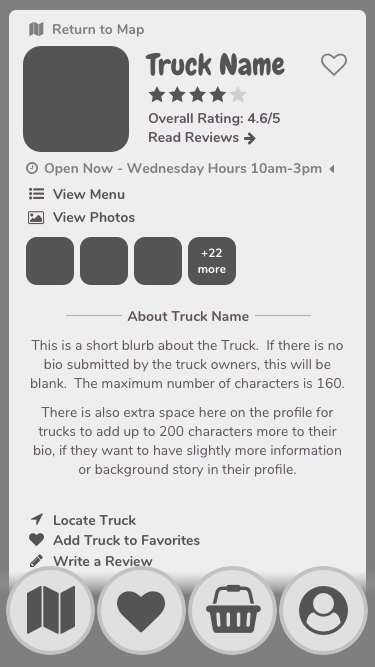 Return to Map
Truck Name
Overall Rating: 4.6/5
Read Reviews
Open Now - Wednesday Hours 10am-3pm
View Menu
View Photos
+22
more
About Truck Name
This is a short blurb about the Truck. If there is no
bio submitted by the truck owners, this will be
blank. The maximum number of characters is 160.
There is also extra space here on the profile for
trucks to add up to 200 characters more to their
bio, if they want to have slightly more information
or background story in their profile.
Locate Truck
Add Truck to Favorites
Write a Review